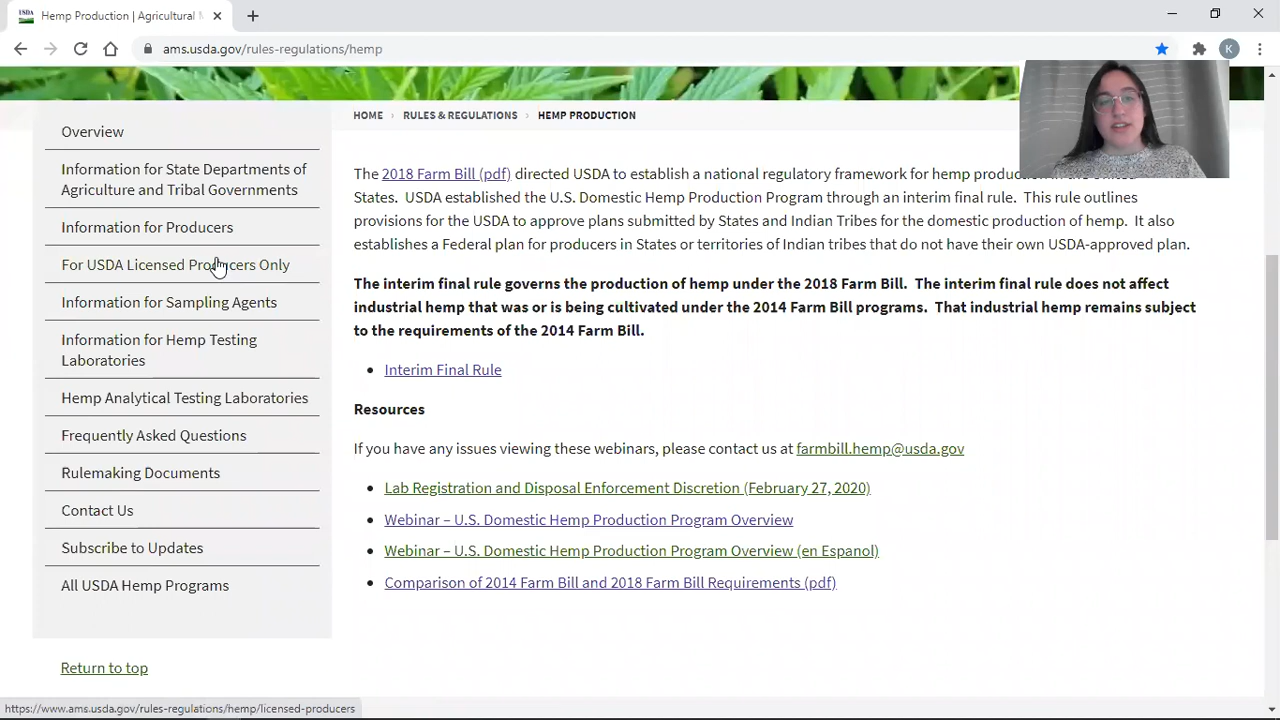 USDA
Hemp Production | Agricultural M
ams.usda.gov/rules-regulations/hemp
K
Overview
Information for State Departments of
Agriculture and Tribal Governments
Information for Producers
For USDA Licensed Producers Only
Information for Sampling Agents
Information for Hemp Testing
Laboratories
Hemp Analytical Testing Laboratories
Frequently Asked Questions
Rulemaking Documents
Contact Us
Subscribe to Updates
All USDA Hemp Programs
Return to top
HOME › RULES & REGULATIONS › HEMP PRODUCTION
The 2018 Farm Bill (pdf) directed USDA to establish a national regulatory framework for hemp
States. USDA established the U.S. Domestic Hemp Production Program through an interim final rule. This rule outlines
provisions for the USDA to approve plans submitted by States and Indian Tribes for the domestic production of hemp. It also
establishes a Federal plan for producers in States or territories of Indian tribes that do not have their own USDA-approved plan.
The interim final rule governs the production of hemp under the 2018 Farm Bill. The interim final rule does not affect
industrial hemp that was or is being cultivated under the 2014 Farm Bill programs. That industrial hemp remains subject
to the requirements of the 2014 Farm Bill.
• Interim Final Rule
Resources
If you have any issues viewing these webinars, please contact us at farmbill.hemp@usda.gov
• Lab Registration and Disposal Enforcement Discretion (February 27, 2020)
• Webinar – U.S. Domestic Hemp Production Program Overview
• Webinar – U.S. Domestic Hemp Production Program Overview (en Espanol)
• Comparison of 2014 Farm Bill and 2018 Farm Bill Requirements (pdf)
https://www.ams.usda.gov/rules-regulations/hemp/licensed-producers